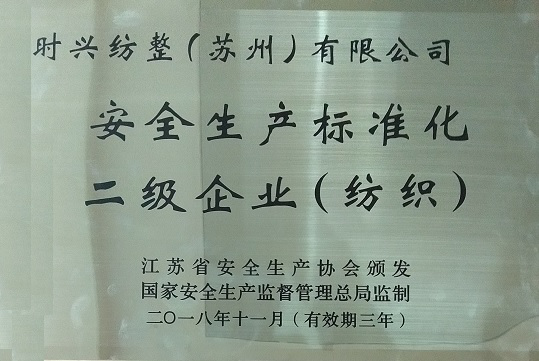 时兴纺整（苏州）有限公司
安全生产标准化
二级企业（纺织）
江苏省安全生产协会颁发
国家安全生产监督管理总局监制
二〇一八年十一月（有效期三年）